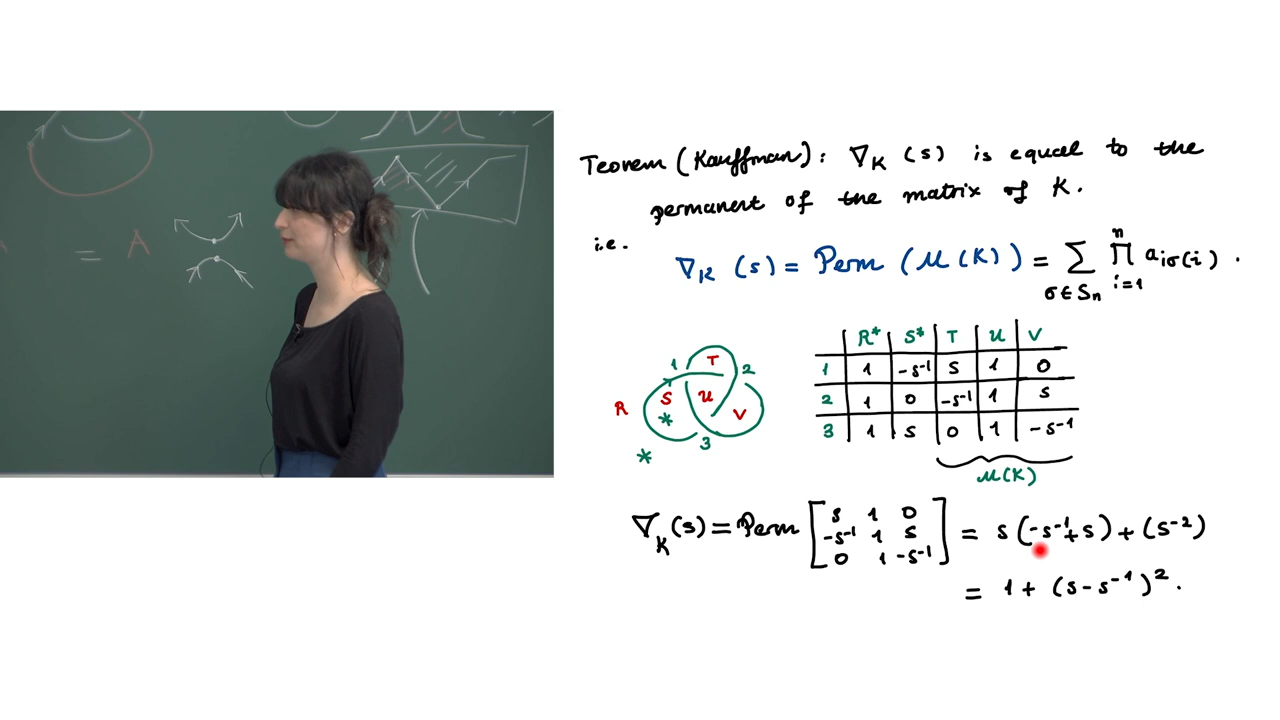 = A
Teorem (Kauffman): ∇K (s) is equal to the
permanent of the matrix of K.
i.e.
∇K (s) = Perm (M(K)) = ∑σ∈Sn ∏i=1n aiσ(i) .
R* S* T U V
1 1 -s⁻¹ s 1 0
2 1 0 -s⁻¹ 1 s
3 1 s 0 1 -s⁻¹
M(K)
1 T 2
R S U V
*
* 3
∇K (s) = Perm [ s 1 0
-s⁻¹ 1 s
0 1 -s⁻¹ ] = s (-s⁻¹+s) + (s⁻²)
= 1 + (s-s⁻¹)² .